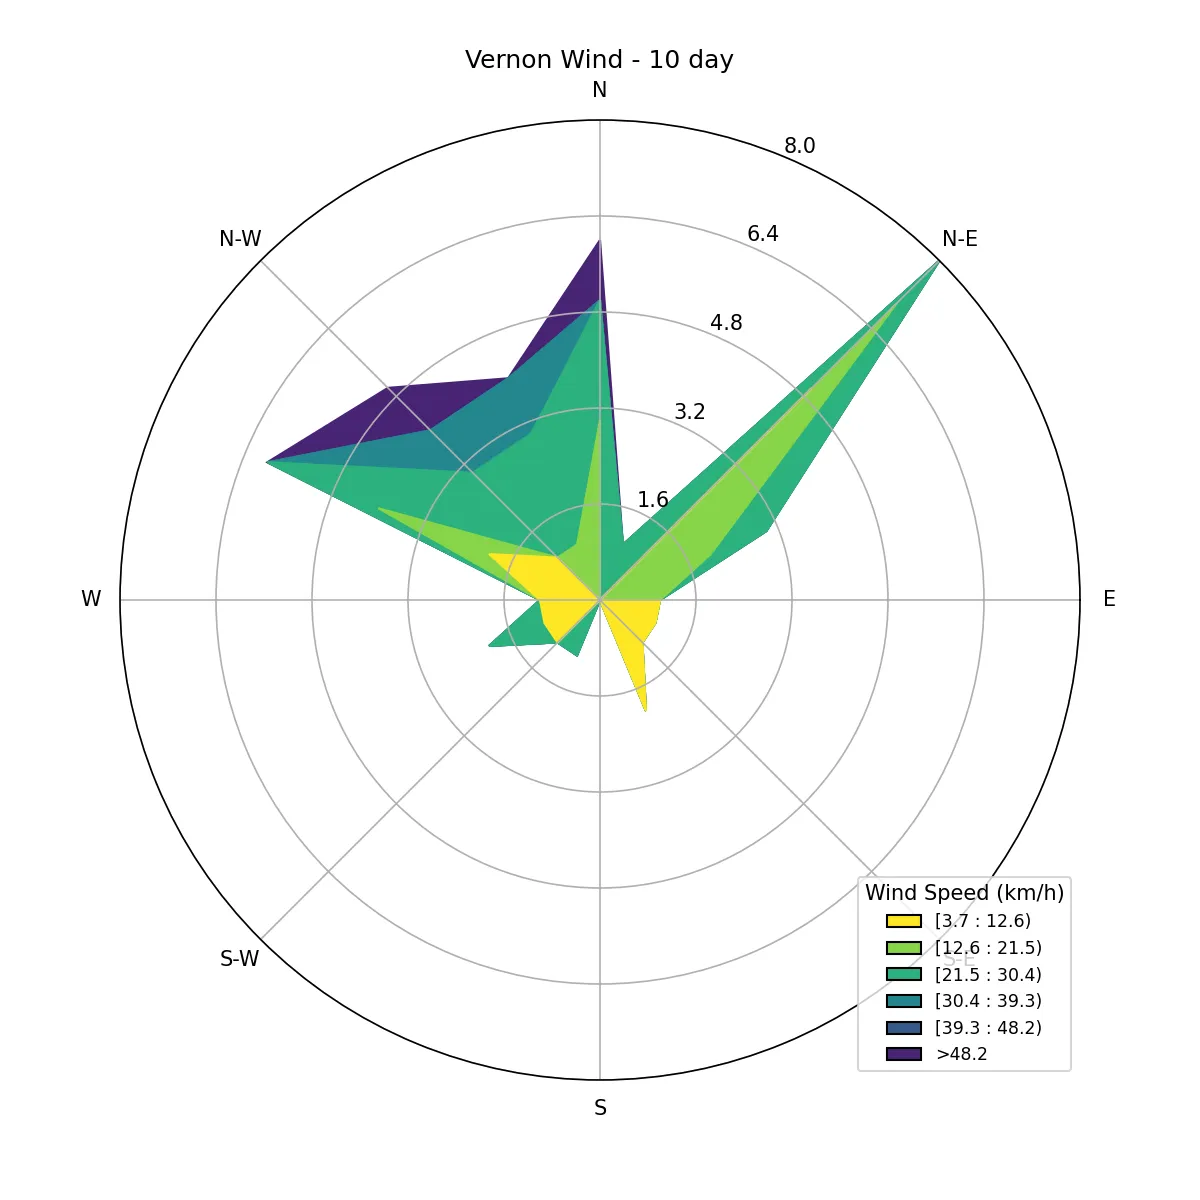 Vernon Wind - 10 day
N
8.0
N-W
6.4
N-E
4.8
3.2
1.6
W
E
Wind Speed (km/h)
[3.7 : 12.6)
[12.6 : 21.5)
S-W
S-E
[21.5 : 30.4)
[30.4 : 39.3)
[39.3 : 48.2)
>48.2
S